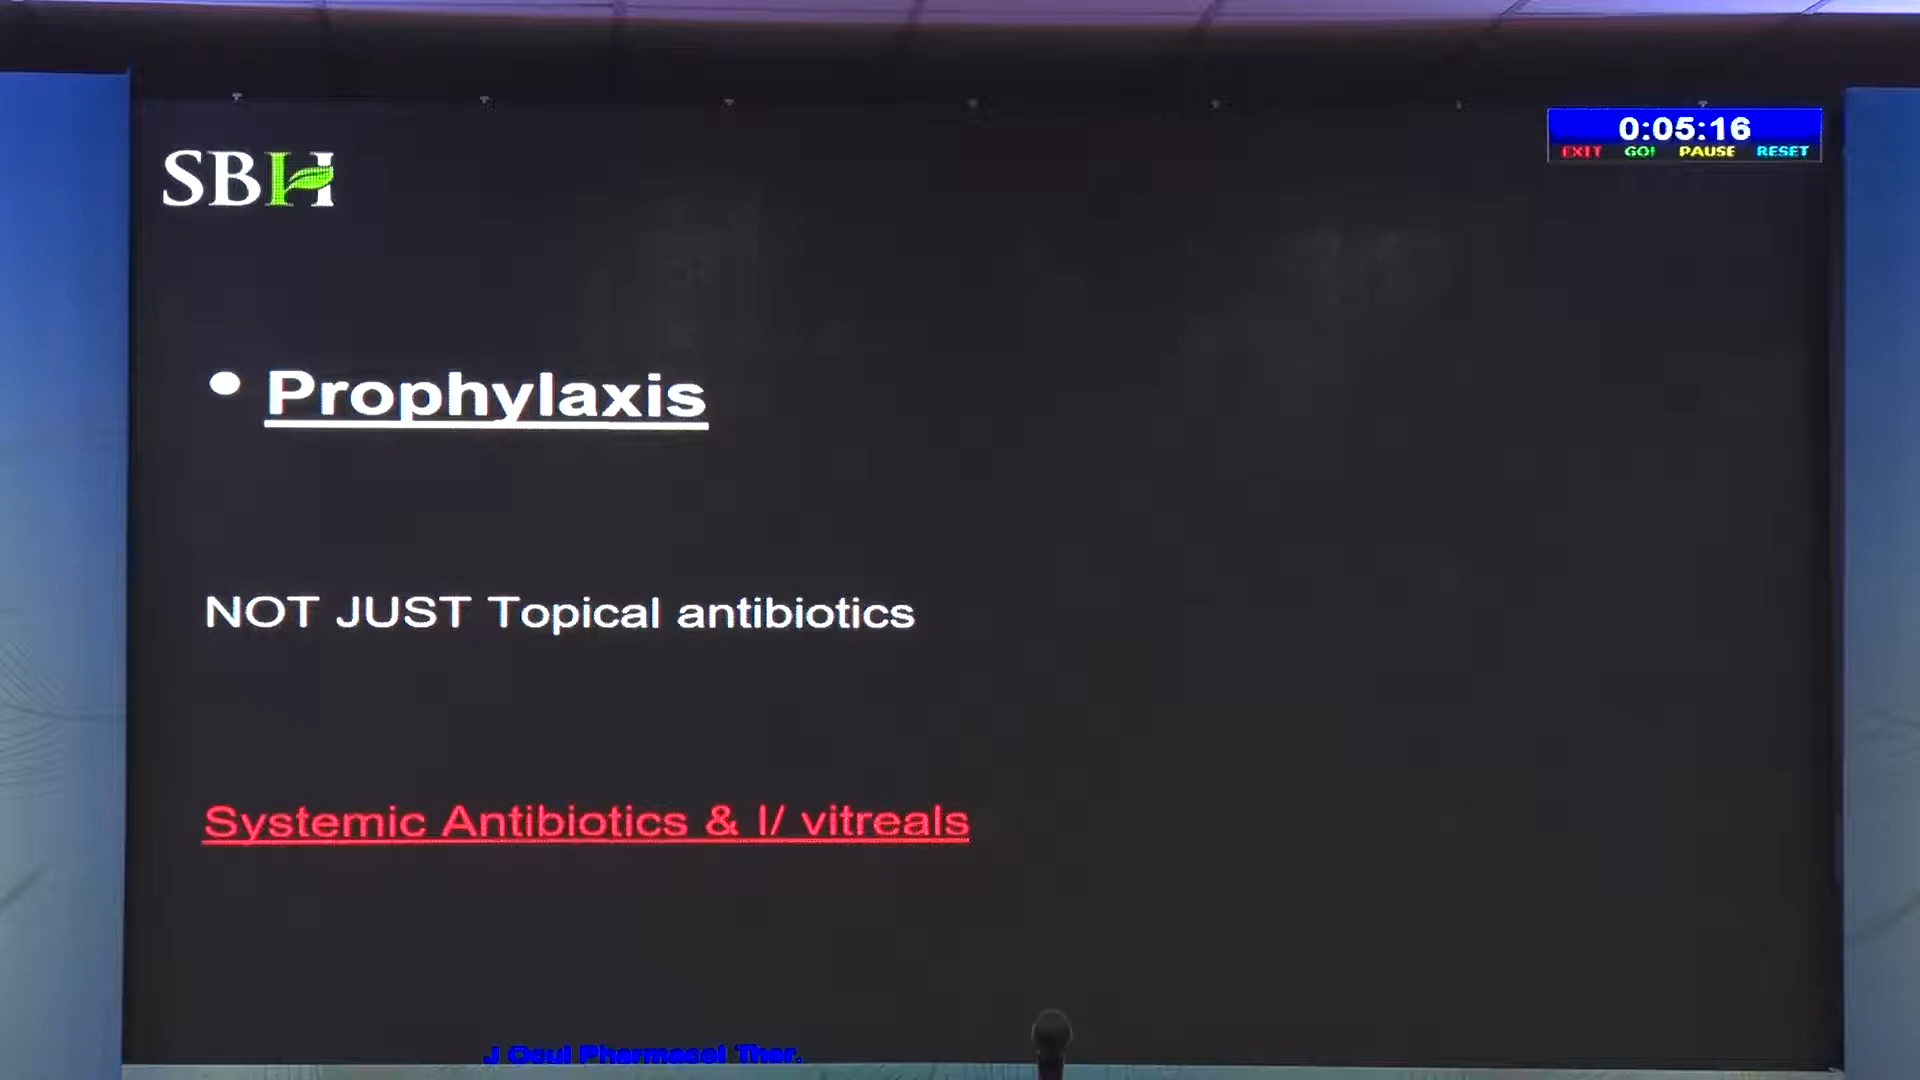 SBH
0:05:16
EXIT GO! PAUSE RESET
• Prophylaxis
NOT JUST Topical antibiotics
Systemic Antibiotics & I/ vitreals
J Ocul Pharmacol Ther.